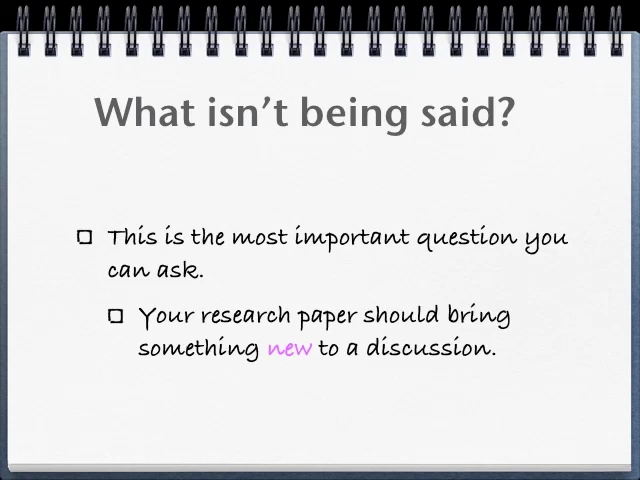 What isn't being said?
This is the most important question you
can ask.
Your research paper should bring
something new to a discussion.